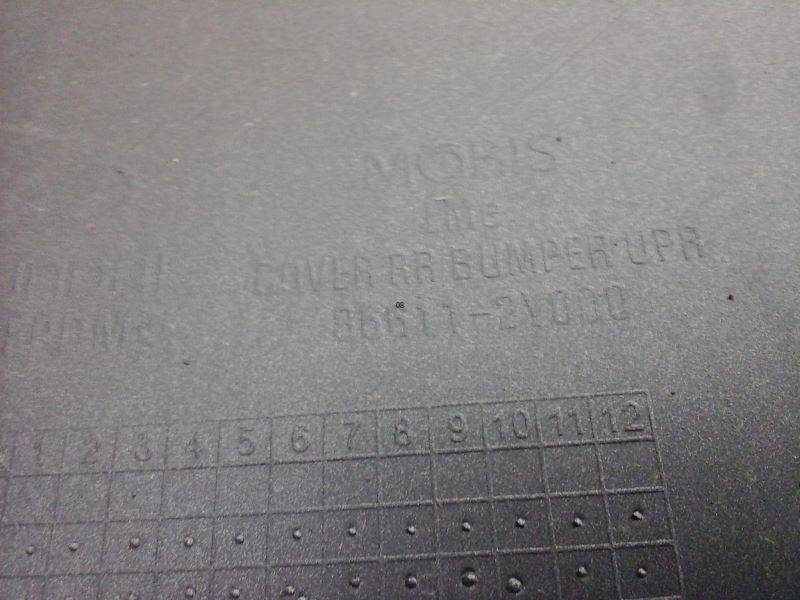 MOBIS
COVER RR BUMPER UPR
86611-2V000
08
1 2 3 4 5 6 7 8 9 10 11 12